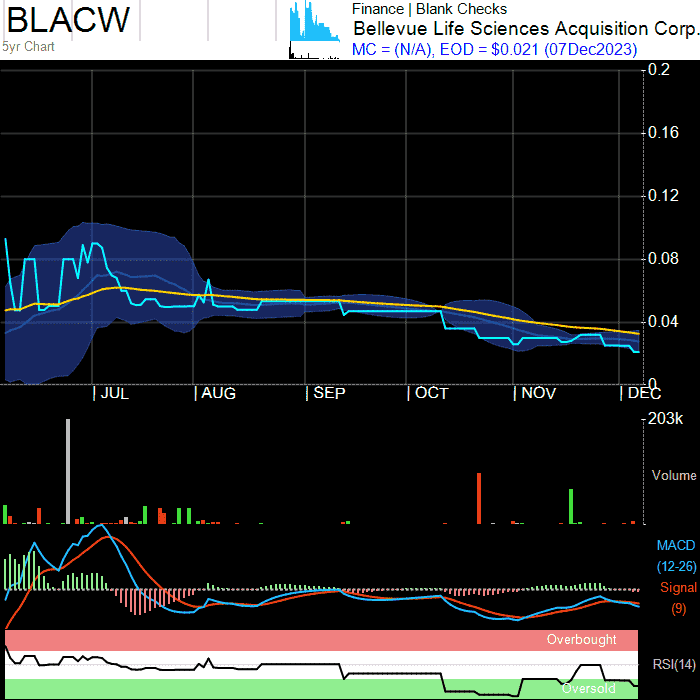 BLACW
5yr Chart
Finance | Blank Checks
Bellevue Life Sciences Acquisition Corp.
MC = (N/A), EOD = $0.021 (07Dec2023)
0.2
0.16
0.12
0.08
0.04
0
| JUL | AUG | SEP | OCT | NOV | DEC
203k
Volume
MACD
(12-26)
Signal
(9)
Overbought
RSI(14)
Oversold